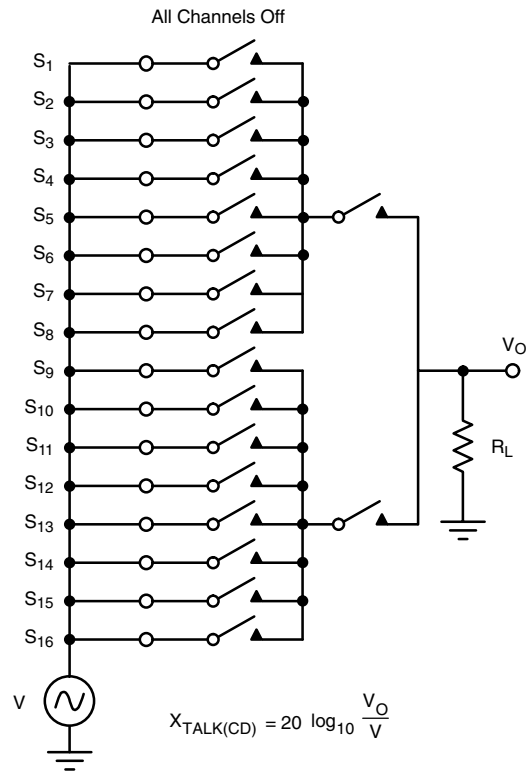 All Channels Off
S1
S2
S3
S4
S5
S6
S7
S8
S9
S10
S11
S12
S13
S14
S15
S16
VO
RL
V
XTALK(CD) = 20 log10 VO/V